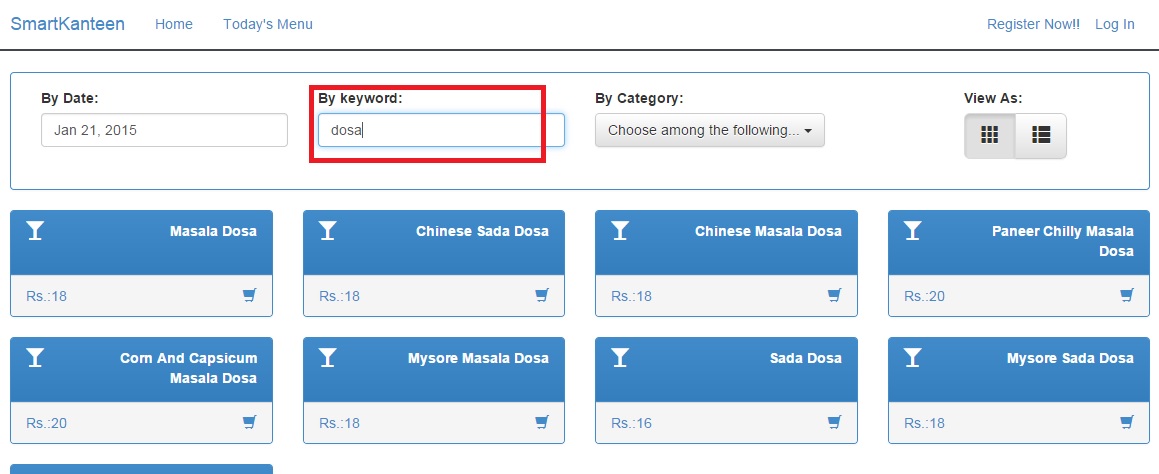 SmartKanteen Home Today's Menu Register Now!! Log In
By Date: By keyword: By Category: View As:
Jan 21, 2015 dosa Choose among the following...
Masala Dosa Chinese Sada Dosa Chinese Masala Dosa Paneer Chilly Masala
Dosa
Rs.:18 Rs.:18 Rs.:18 Rs.:20
Corn And Capsicum Mysore Masala Dosa Sada Dosa Mysore Sada Dosa
Masala Dosa
Rs.:20 Rs.:18 Rs.:16 Rs.:18